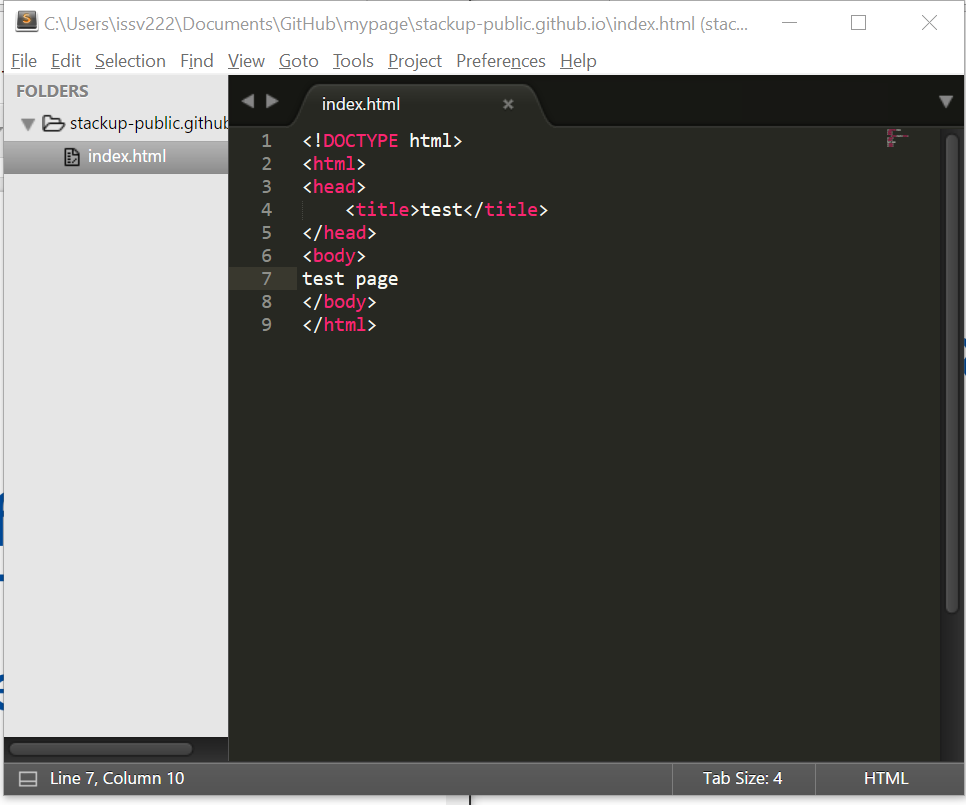 C:\Users\issv222\Documents\GitHub\mypage\stackup-public.github.io\index.html (stac...
File Edit Selection Find View Goto Tools Project Preferences Help
FOLDERS
stackup-public.github
index.html
index.html
1 <!DOCTYPE html>
2 <html>
3 <head>
4     <title>test</title>
5 </head>
6 <body>
7 test page
8 </body>
9 </html>
Line 7, Column 10 Tab Size: 4 HTML